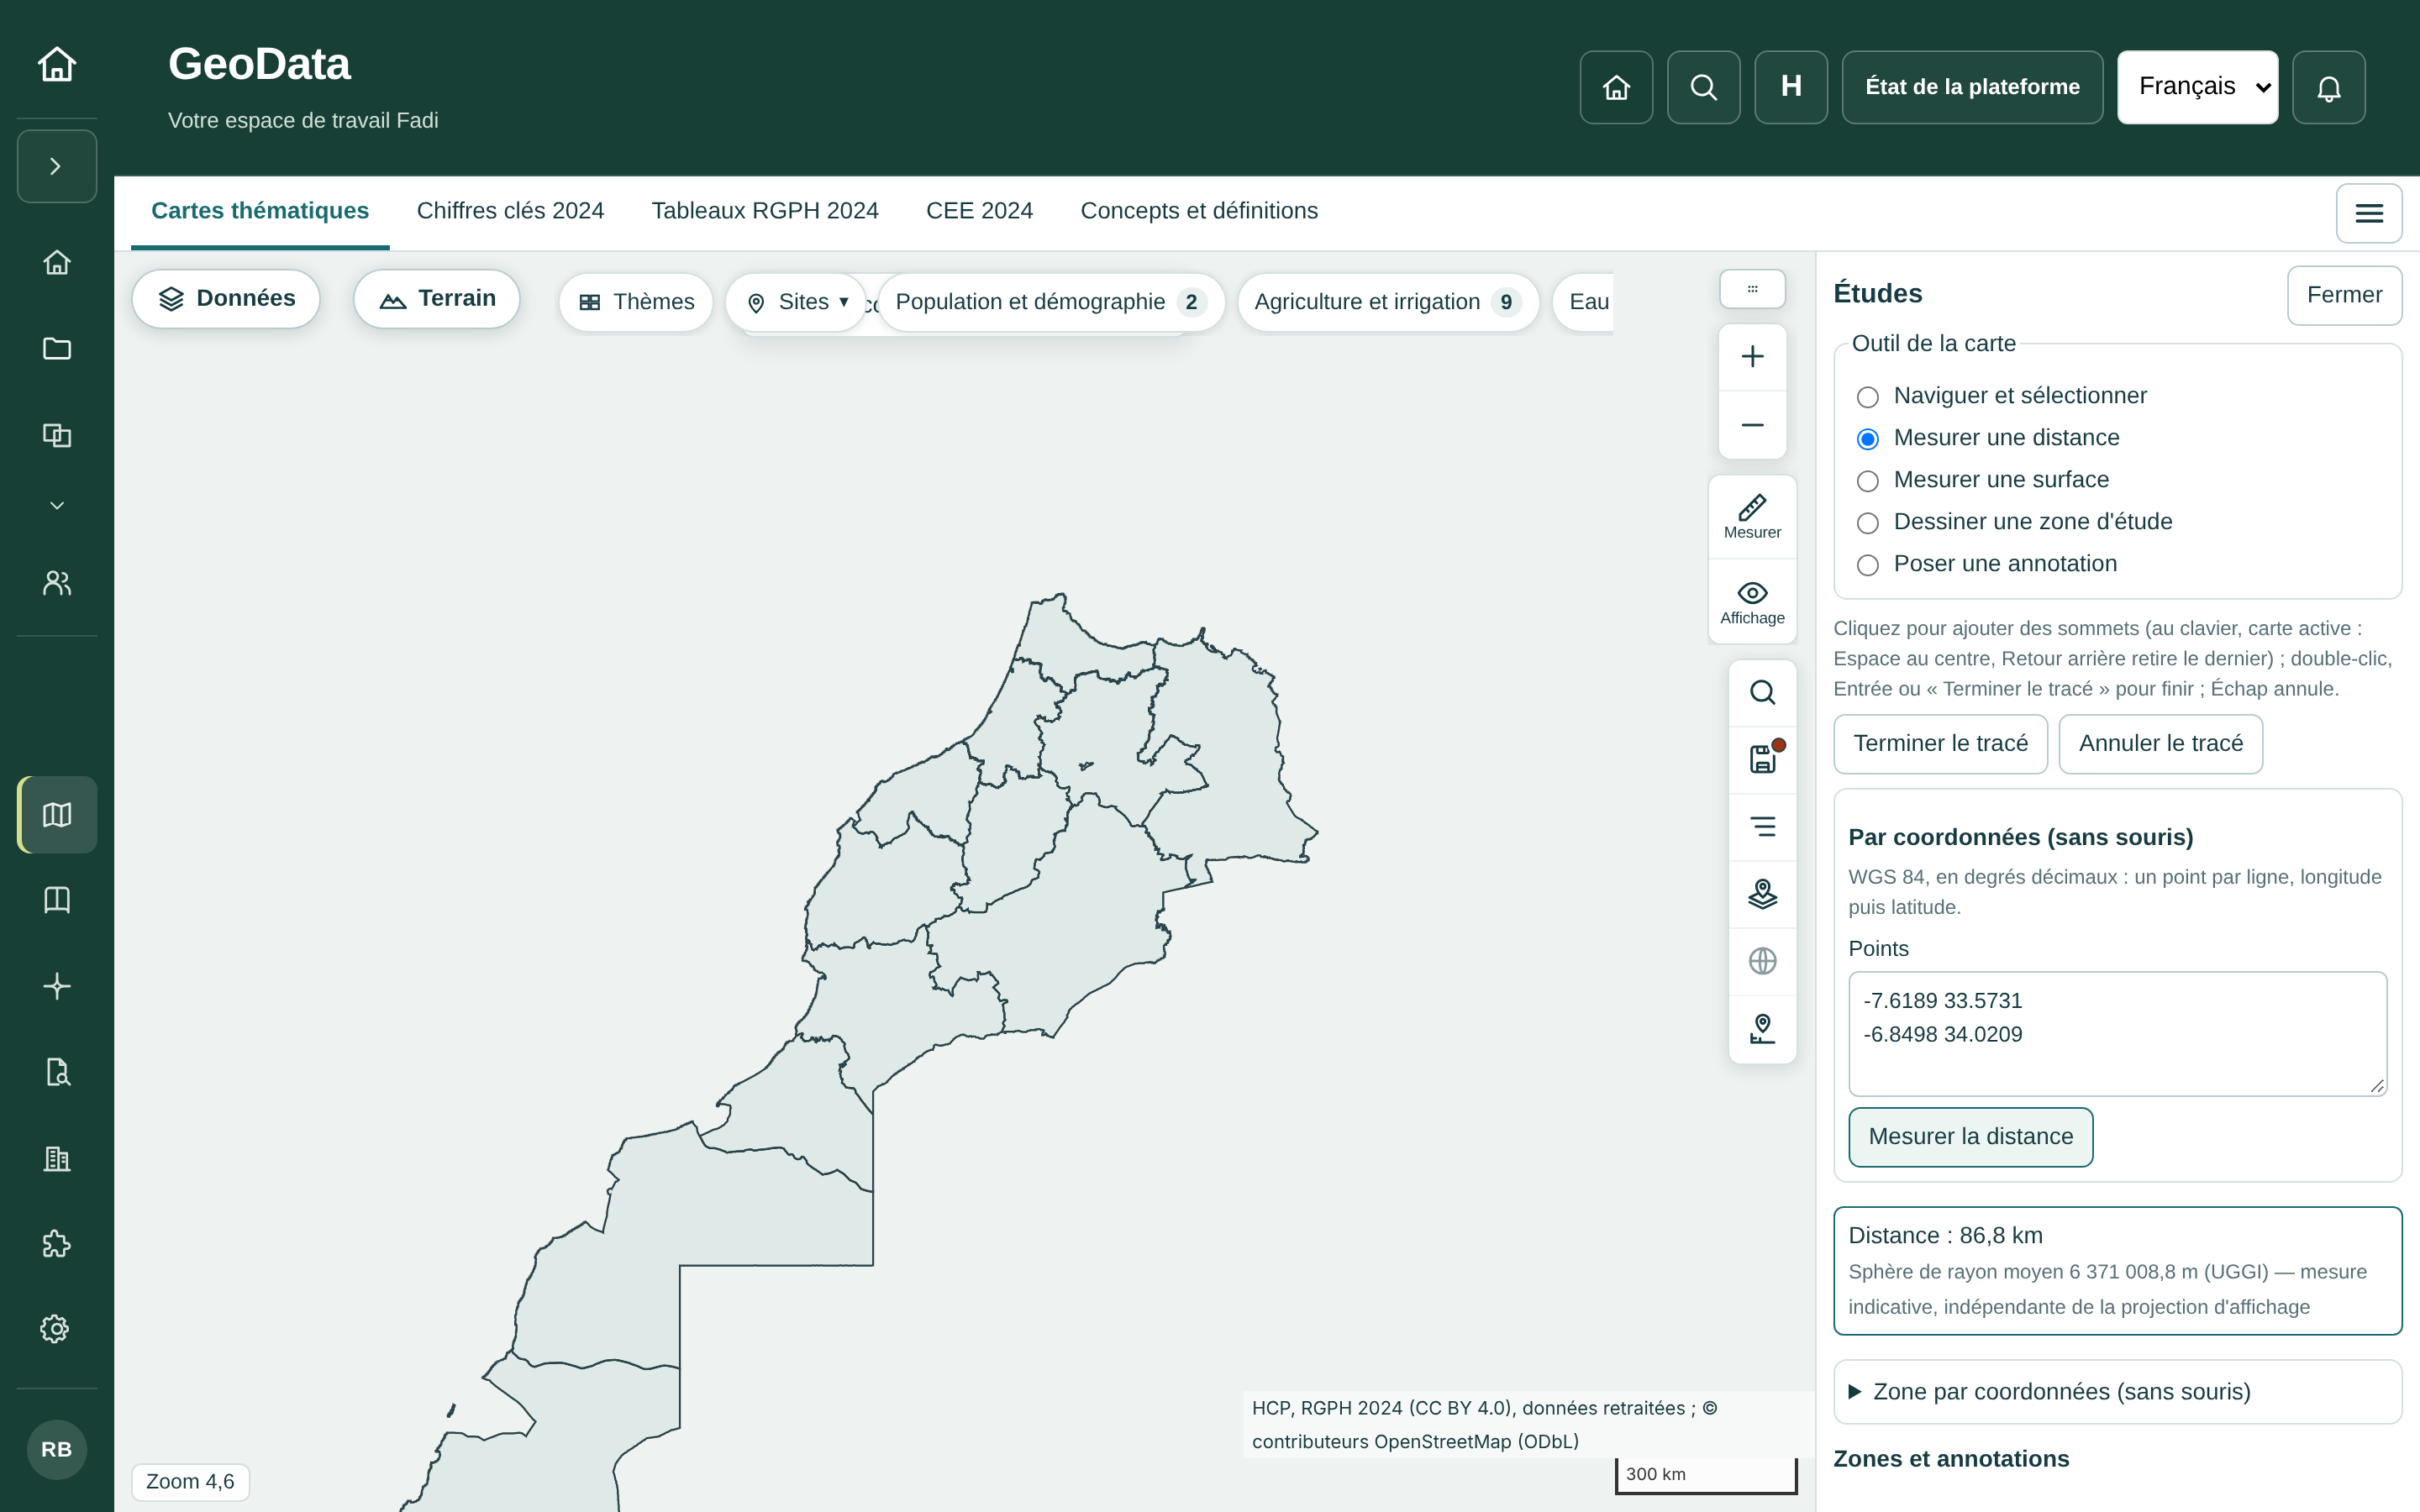 GeoData
Votre espace de travail Fadi
H
État de la plateforme
Français
Cartes thématiques
Chiffres clés 2024
Tableaux RGPH 2024
CEE 2024
Concepts et définitions
Données
Terrain
Thèmes
Sites
Population et démographie 2
Agriculture et irrigation 9
Eau
Mesurer
Affichage
Études
Fermer
Outil de la carte
Naviguer et sélectionner
Mesurer une distance
Mesurer une surface
Dessiner une zone d'étude
Poser une annotation
Cliquez pour ajouter des sommets (au clavier, carte active :
Espace au centre, Retour arrière retire le dernier) ; double-clic,
Entrée ou « Terminer le tracé » pour finir ; Échap annule.
Terminer le tracé
Annuler le tracé
Par coordonnées (sans souris)
WGS 84, en degrés décimaux : un point par ligne, longitude
puis latitude.
Points
-7.6189 33.5731
-6.8498 34.0209
Mesurer la distance
Distance : 86,8 km
Sphère de rayon moyen 6 371 008,8 m (UGGI) — mesure
indicative, indépendante de la projection d'affichage
Zone par coordonnées (sans souris)
Zones et annotations
HCP, RGPH 2024 (CC BY 4.0), données retraitées ; ©
contributeurs OpenStreetMap (ODbL)
300 km
Zoom 4,6
RB